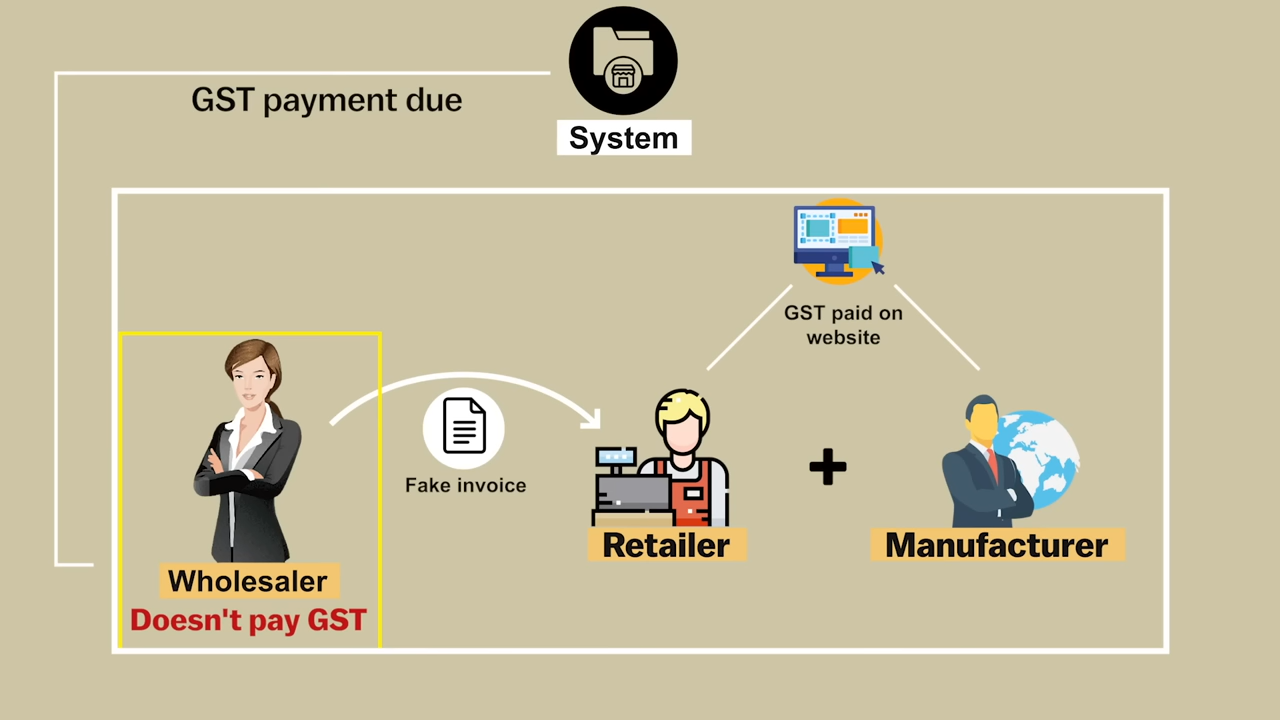 System
GST payment due
GST paid on
website
Fake invoice
Retailer
Manufacturer
Wholesaler
Doesn't pay GST